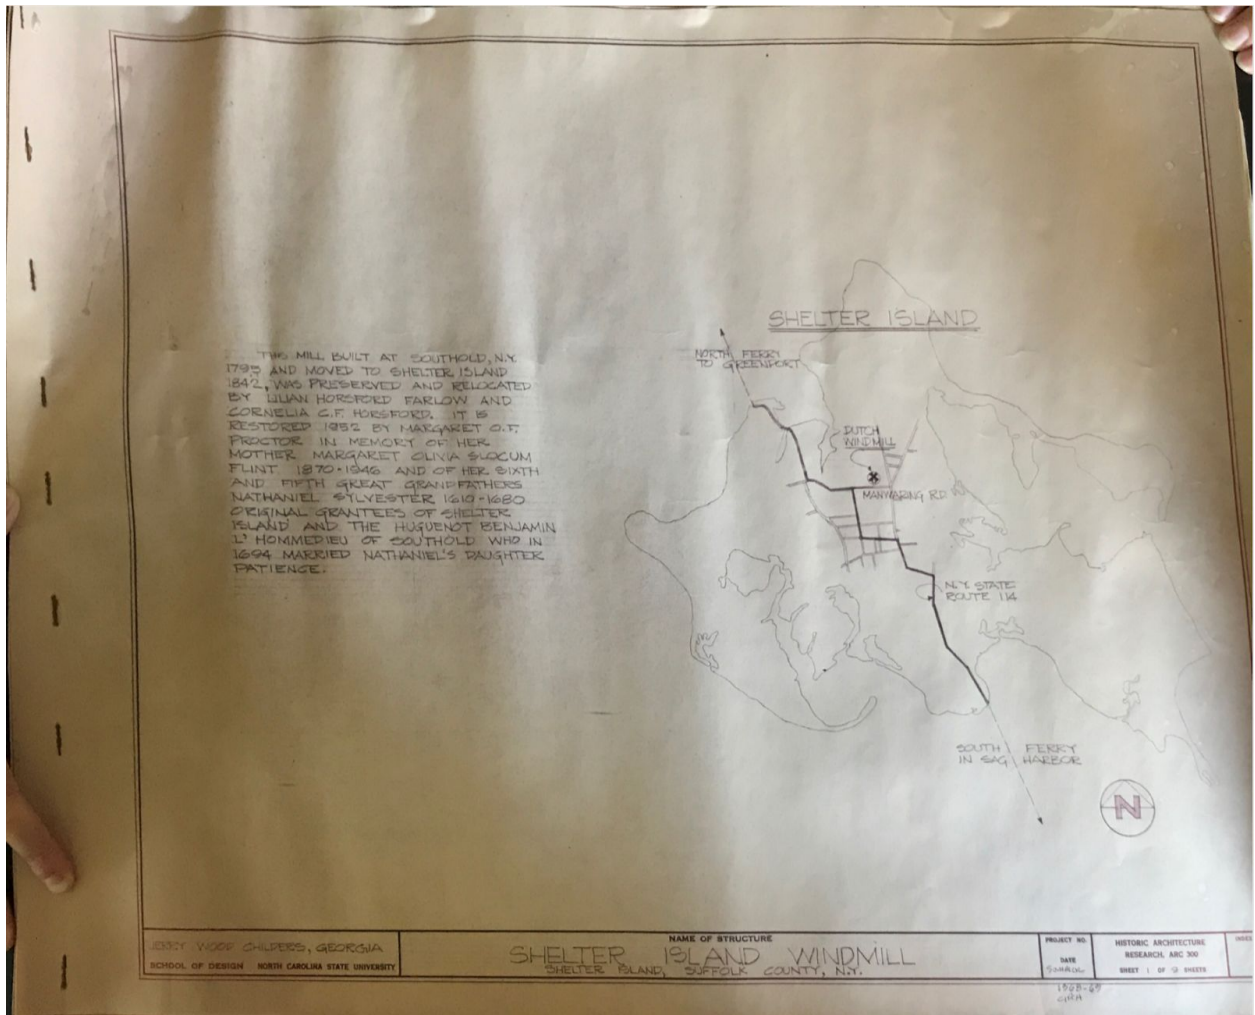 THIS MILL BUILT AT SOUTHOLD, N.Y.
1795 AND MOVED TO SHELTER ISLAND
1842, WAS PRESERVED AND RELOCATED
BY LILIAN HORSFORD FARLOW AND
CORNELIA C.F. HORSFORD. IT IS
RESTORED 1952 BY MARGARET O.F.
PROCTOR IN MEMORY OF HER
MOTHER MARGARET OLIVIA SLOCUM
FLINT 1870-1946 AND OF HER SIXTH
AND FIFTH GREAT GRANDFATHERS
NATHANIEL SYLVESTER 1610-1680
ORIGINAL GRANTEES OF SHELTER
ISLAND AND THE HUGUENOT BENJAMIN
L' HOMMEDIEU OF SOUTHOLD WHO IN
1694 MARRIED NATHANIEL'S DAUGHTER
PATIENCE.
SHELTER ISLAND
NORTH FERRY
TO GREENPORT
DUTCH
WINDMILL
MANWARING RD.
N.Y. STATE
ROUTE 114
SOUTH FERRY
IN SAG HARBOR
N
JERRY WOOD CHILDERS, GEORGIA
SCHOOL OF DESIGN NORTH CAROLINA STATE UNIVERSITY
NAME OF STRUCTURE
SHELTER ISLAND WINDMILL
SHELTER ISLAND, SUFFOLK COUNTY, N.Y.
PROJECT NO.
DATE
HISTORIC ARCHITECTURE
RESEARCH, ARC 300
SHEET 1 OF 9 SHEETS
1968-69